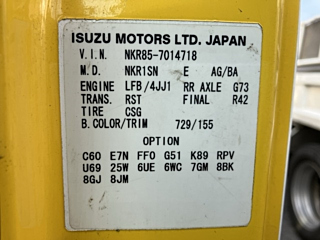 ISUZU MOTORS LTD. JAPAN
V.I.N. NKR85-7014718
M.D. NKR1SN E AG/BA
ENGINE LFB/4JJ1 RR AXLE G73
TRANS. RST FINAL R42
TIRE CSG
B.COLOR/TRIM 729/155
OPTION
C60 E7N FF0 G51 K89 RPV
U69 25W 6UE 6WC 7GM 8BK
8GJ 8JM